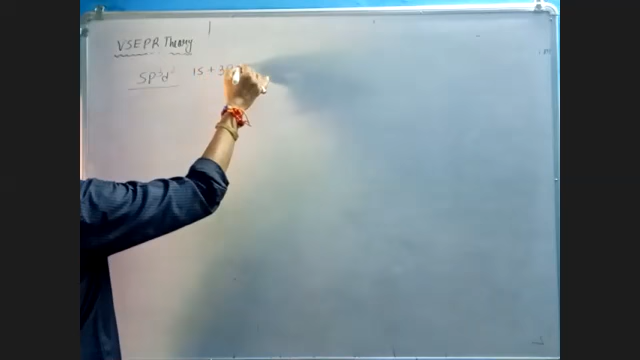 VSEPR Theory
SP³d² 1S + 3P